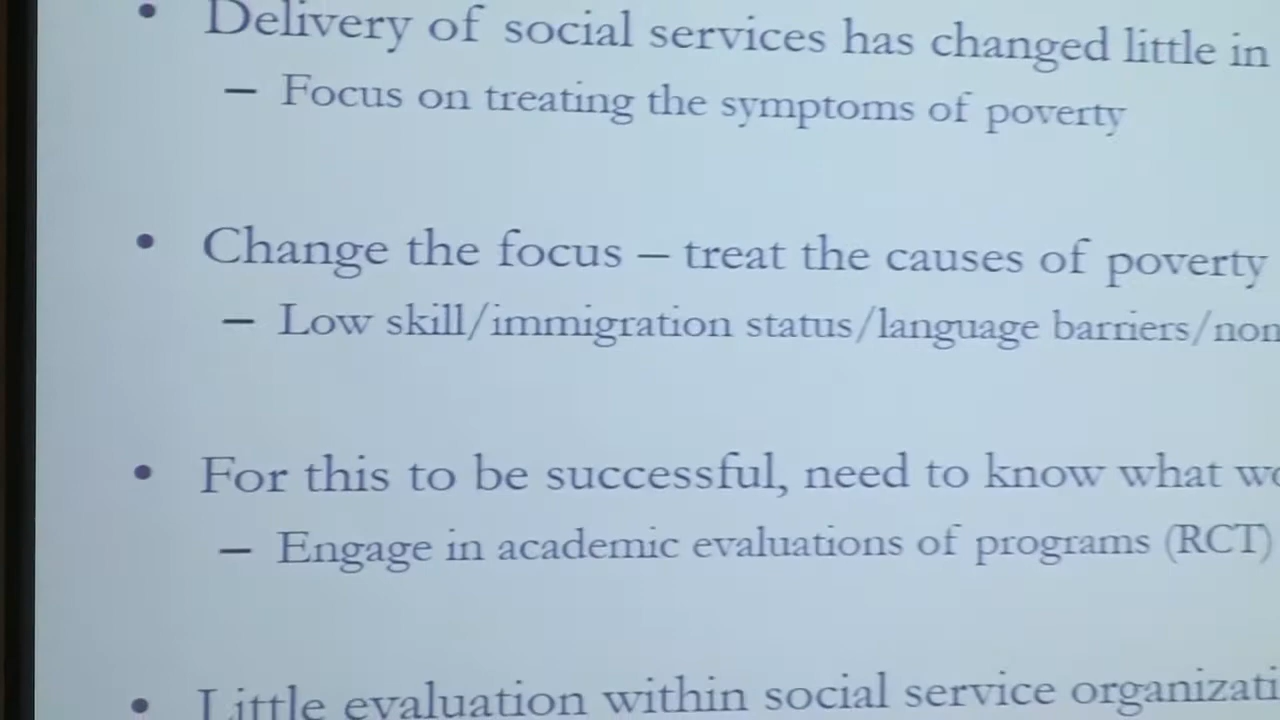 • Delivery of social services has changed little in
– Focus on treating the symptoms of poverty
• Change the focus – treat the causes of poverty
– Low skill/immigration status/language barriers/non
• For this to be successful, need to know what
– Engage in academic evaluations of programs (RCT)
• Little evaluation within social service